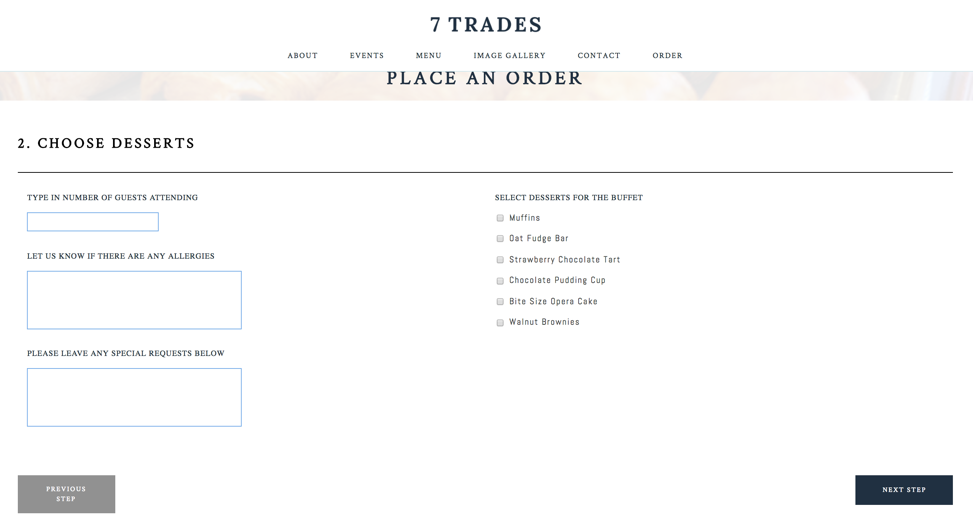 7 TRADES
ABOUT EVENTS MENU IMAGE GALLERY CONTACT ORDER
PLACE AN ORDER
2. CHOOSE DESSERTS
TYPE IN NUMBER OF GUESTS ATTENDING
LET US KNOW IF THERE ARE ANY ALLERGIES
PLEASE LEAVE ANY SPECIAL REQUESTS BELOW
SELECT DESSERTS FOR THE BUFFET
Muffins
Oat Fudge Bar
Strawberry Chocolate Tart
Chocolate Pudding Cup
Bite Size Opera Cake
Walnut Brownies
PREVIOUS
STEP
NEXT STEP